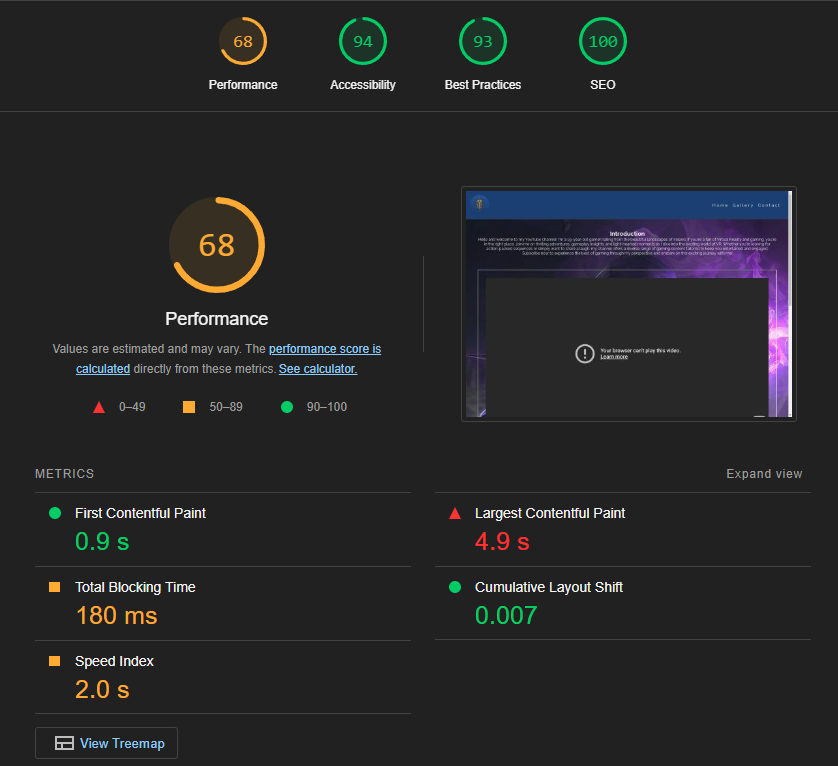 68
94
93
100
Performance
Accessibility
Best Practices
SEO
68
Performance
Values are estimated and may vary. The performance score is
calculated directly from these metrics. See calculator.
0–49
50–89
90–100
Home Gallery Contact
Introduction
Your browser can't play this video.
Learn more
METRICS
Expand view
First Contentful Paint
0.9 s
Largest Contentful Paint
4.9 s
Total Blocking Time
180 ms
Cumulative Layout Shift
0.007
Speed Index
2.0 s
View Treemap